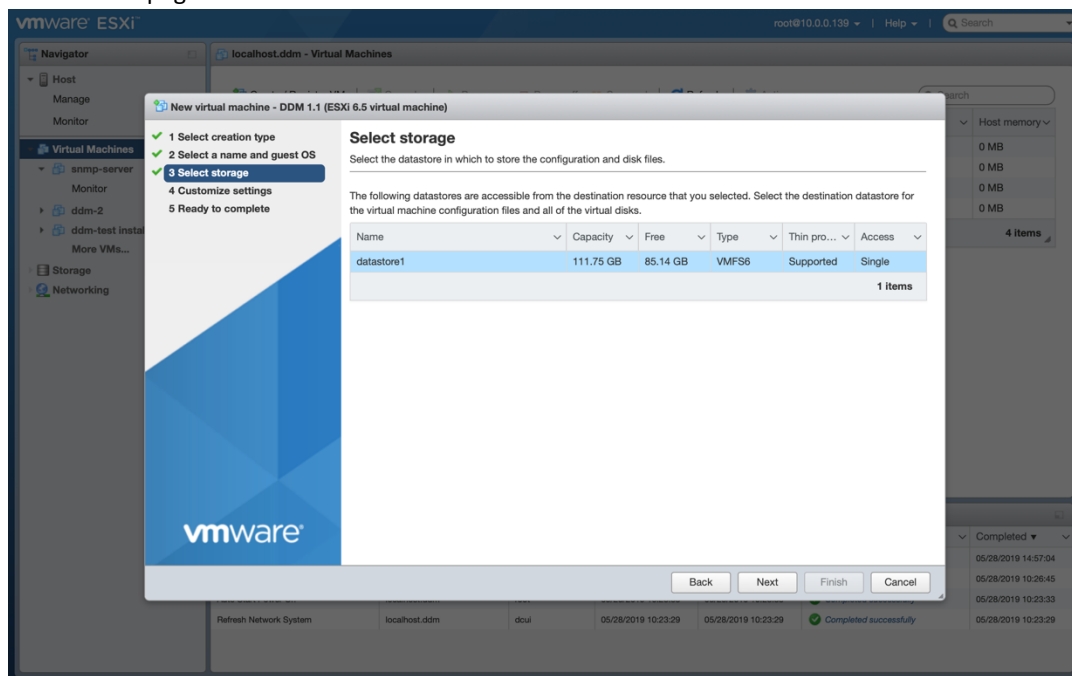 vmware ESXi™
root@10.0.0.139 | Help | Search
Navigator
localhost.ddm - Virtual Machines
Host
Manage
Monitor
Virtual Machines
snmp-server
Monitor
ddm-2
ddm-test instal
More VMs...
Storage
Networking
New virtual machine - DDM 1.1 (ESXi 6.5 virtual machine)
1 Select creation type
2 Select a name and guest OS
3 Select storage
4 Customize settings
5 Ready to complete
Select storage
Select the datastore in which to store the configuration and disk files.
The following datastores are accessible from the destination resource that you selected. Select the destination datastore for
the virtual machine configuration files and all of the virtual disks.
Name Capacity Free Type Thin pro... Access
datastore1 111.75 GB 85.14 GB VMFS6 Supported Single
1 items
vmware®
Back Next Finish Cancel
Host memory
0 MB
0 MB
0 MB
0 MB
4 items
Completed ▼
05/28/2019 14:57:04
05/28/2019 10:26:45
05/28/2019 10:23:33
Refresh Network System localhost.ddm dcui 05/28/2019 10:23:29 05/28/2019 10:23:29 Completed successfully 05/28/2019 10:23:29